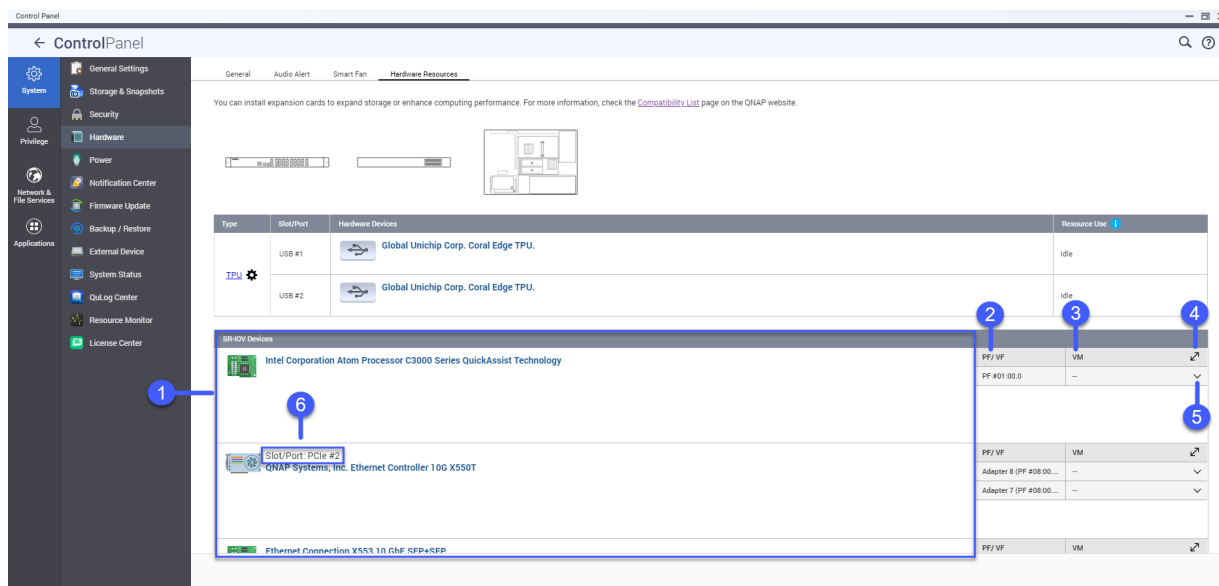 Control Panel
ControlPanel
System
Privilege
Network &
File Services
Applications
General Settings
Storage & Snapshots
Security
Hardware
Power
Notification Center
Firmware Update
Backup / Restore
External Device
System Status
QuLog Center
Resource Monitor
License Center
General Audio Alert Smart Fan Hardware Resources
You can install expansion cards to expand storage or enhance computing performance. For more information, check the Compatibility List page on the QNAP website.
Type Slot/Port Hardware Devices Resource Use
TPU
USB #1 Global Unichip Corp. Coral Edge TPU. Idle
USB #2 Global Unichip Corp. Coral Edge TPU. Idle
2 3 4
SR-IOV Devices
Intel Corporation Atom Processor C3000 Series QuickAssist Technology
PF/ VF VM
PF #01:00.0 --
1
6
5
Slot/Port: PCIe #2
QNAP Systems, Inc. Ethernet Controller 10G X550T
PF/ VF VM
Adapter 8 (PF #08:00.... --
Adapter 7 (PF #08:00.... --
Ethernet Connection X553 10 GbE SFP+SFP
PF/ VF VM